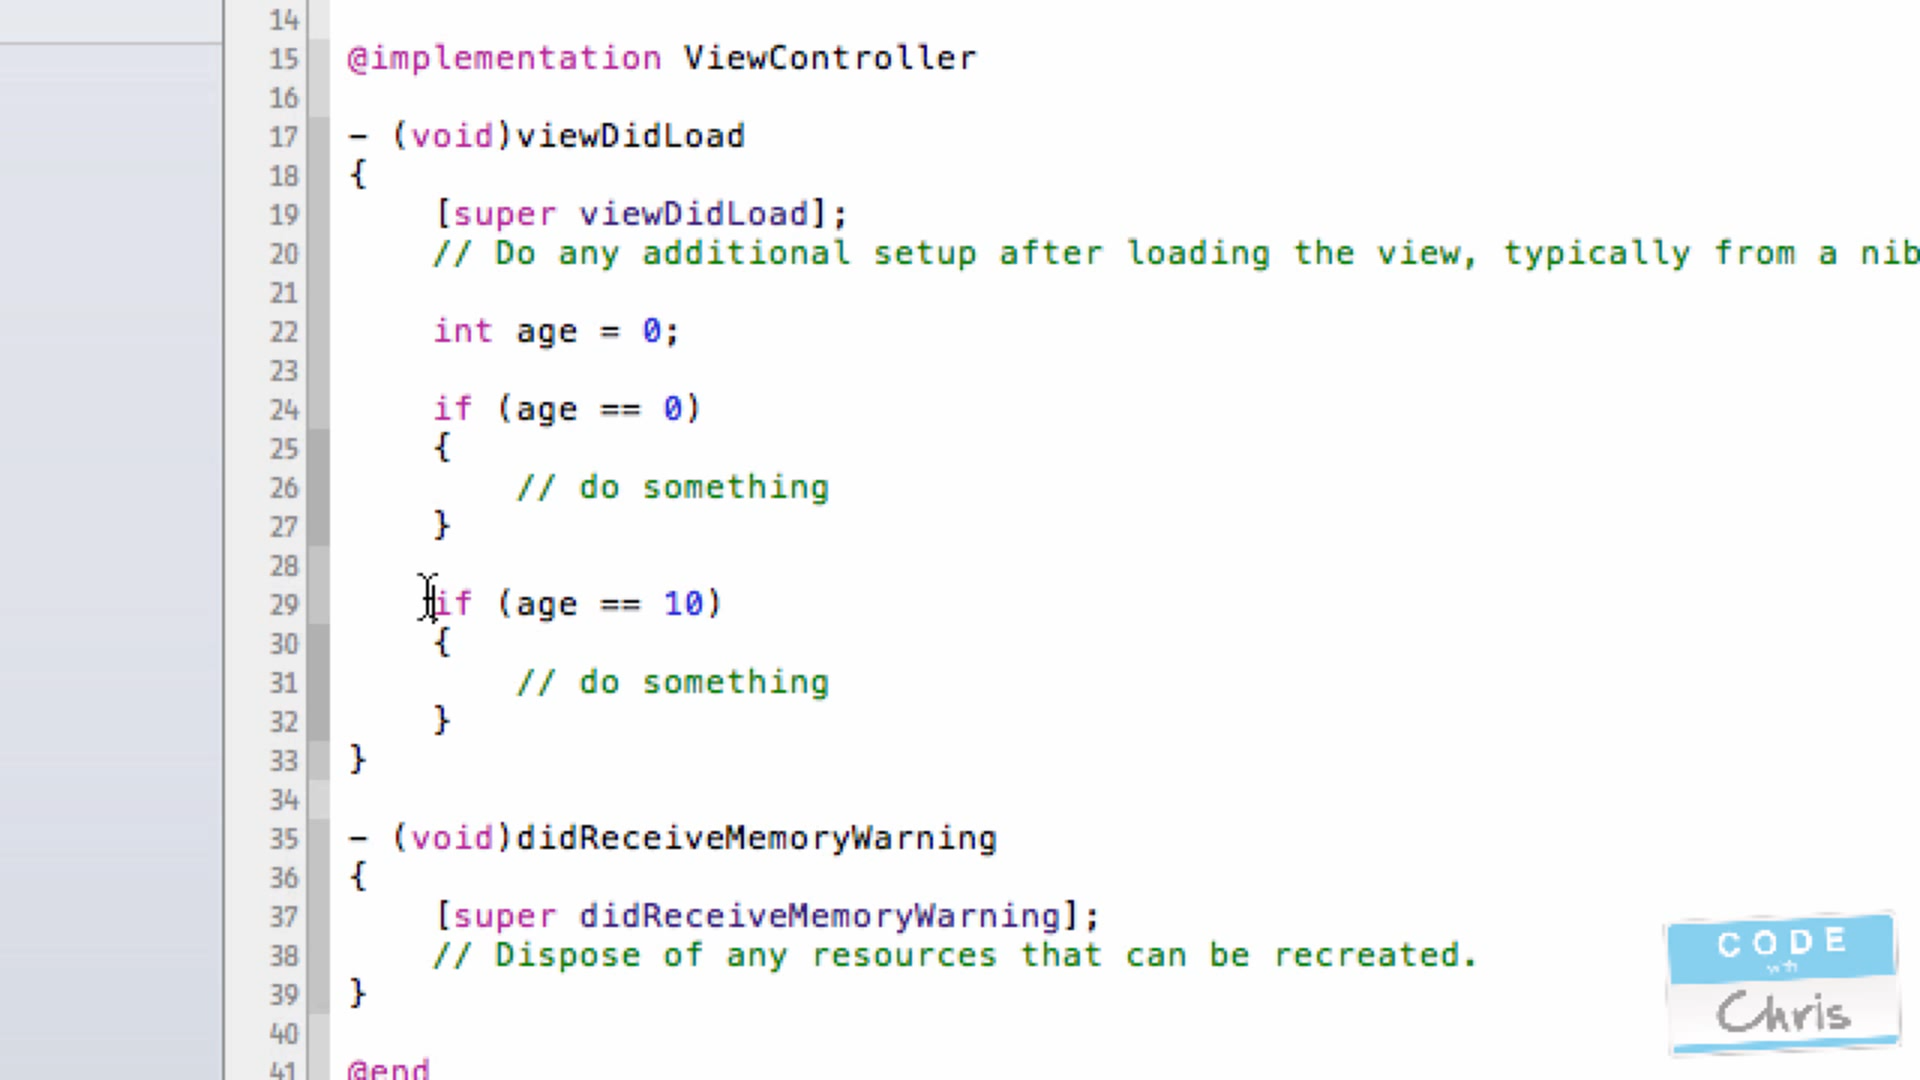 14
15 @implementation ViewController
16
17 - (void)viewDidLoad
18 {
19 [super viewDidLoad];
20 // Do any additional setup after loading the view, typically from a nib
21
22 int age = 0;
23
24 if (age == 0)
25 {
26 // do something
27 }
28
29 if (age == 10)
30 {
31 // do something
32 }
33 }
34
35 - (void)didReceiveMemoryWarning
36 {
37 [super didReceiveMemoryWarning];
38 // Dispose of any resources that can be recreated.
39 }
40
41 @end
CODE
with
Chris